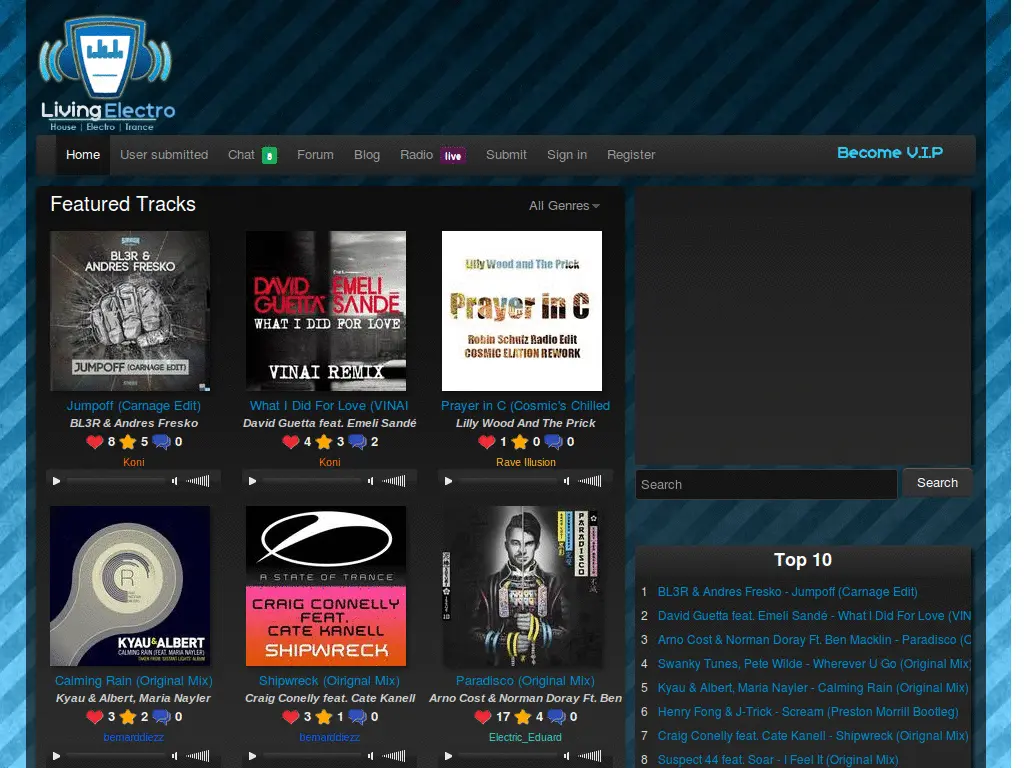 Living Electro
House | Electro | Trance
Home User submitted Chat 8 Forum Blog Radio live Submit Sign in Register Become V.I.P
Featured Tracks
All Genres
BL3R &
ANDRES FRESKO
JUMPOFF (CARNAGE EDIT)
DAVID GUETTA
EMELI SANDÉ
WHAT I DID FOR LOVE
VINAI REMIX
Lilly Wood and The Prick
Prayer in C
Robin Schulz Radio Edit
COSMIC ELATION REWORK
Jumpoff (Carnage Edit)
BL3R & Andres Fresko
8 5 0
Koni
What I Did For Love (VINAI
David Guetta feat. Emeli Sandé
4 3 2
Koni
Prayer in C (Cosmic's Chilled
Lilly Wood And The Prick
1 0 0
Rave Illusion
Search
Search
R
KYAU & ALBERT
CALMING RAIN (FEAT. MARIA NAYLER)
TAKEN FROM 'DISTANT LIGHTS' ALBUM
A STATE OF TRANCE
CRAIG CONNELLY
FEAT.
CATE KANELL
SHIPWRECK
PARADISCO
Calming Rain (Original Mix)
Kyau & Albert, Maria Nayler
3 2 0
bernarddiezz
Shipwreck (Oirignal Mix)
Craig Conelly feat. Cate Kanell
3 1 0
bernarddiezz
Paradisco (Original Mix)
Arno Cost & Norman Doray Ft. Ben
17 4 0
Electric_Eduard
Top 10
1 BL3R & Andres Fresko - Jumpoff (Carnage Edit)
2 David Guetta feat. Emeli Sandé - What I Did For Love (VIN
3 Arno Cost & Norman Doray Ft. Ben Macklin - Paradisco (O
4 Swanky Tunes, Pete Wilde - Wherever U Go (Original Mix)
5 Kyau & Albert, Maria Nayler - Calming Rain (Original Mix)
6 Henry Fong & J-Trick - Scream (Preston Morrill Bootleg)
7 Craig Conelly feat. Cate Kanell - Shipwreck (Oirignal Mix)
8 Suspect 44 feat. Soar - I Feel It (Original Mix)